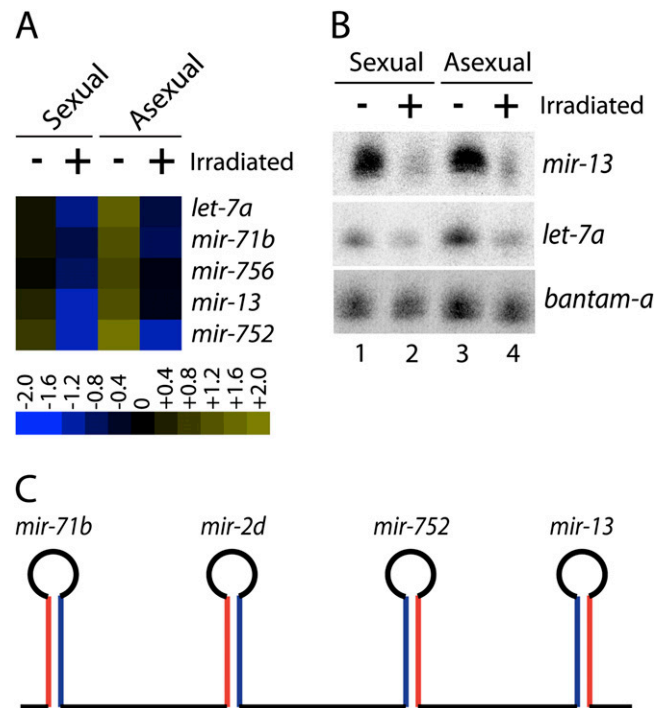 A
Sexual Asexual
- + - + Irradiated
let-7a
mir-71b
mir-756
mir-13
mir-752
-2.0 -1.6 -1.2 -0.8 -0.4 0 +0.4 +0.8 +1.2 +1.6 +2.0
B
Sexual Asexual
- + - + Irradiated
mir-13
let-7a
bantam-a
1 2 3 4
C
mir-71b mir-2d mir-752 mir-13